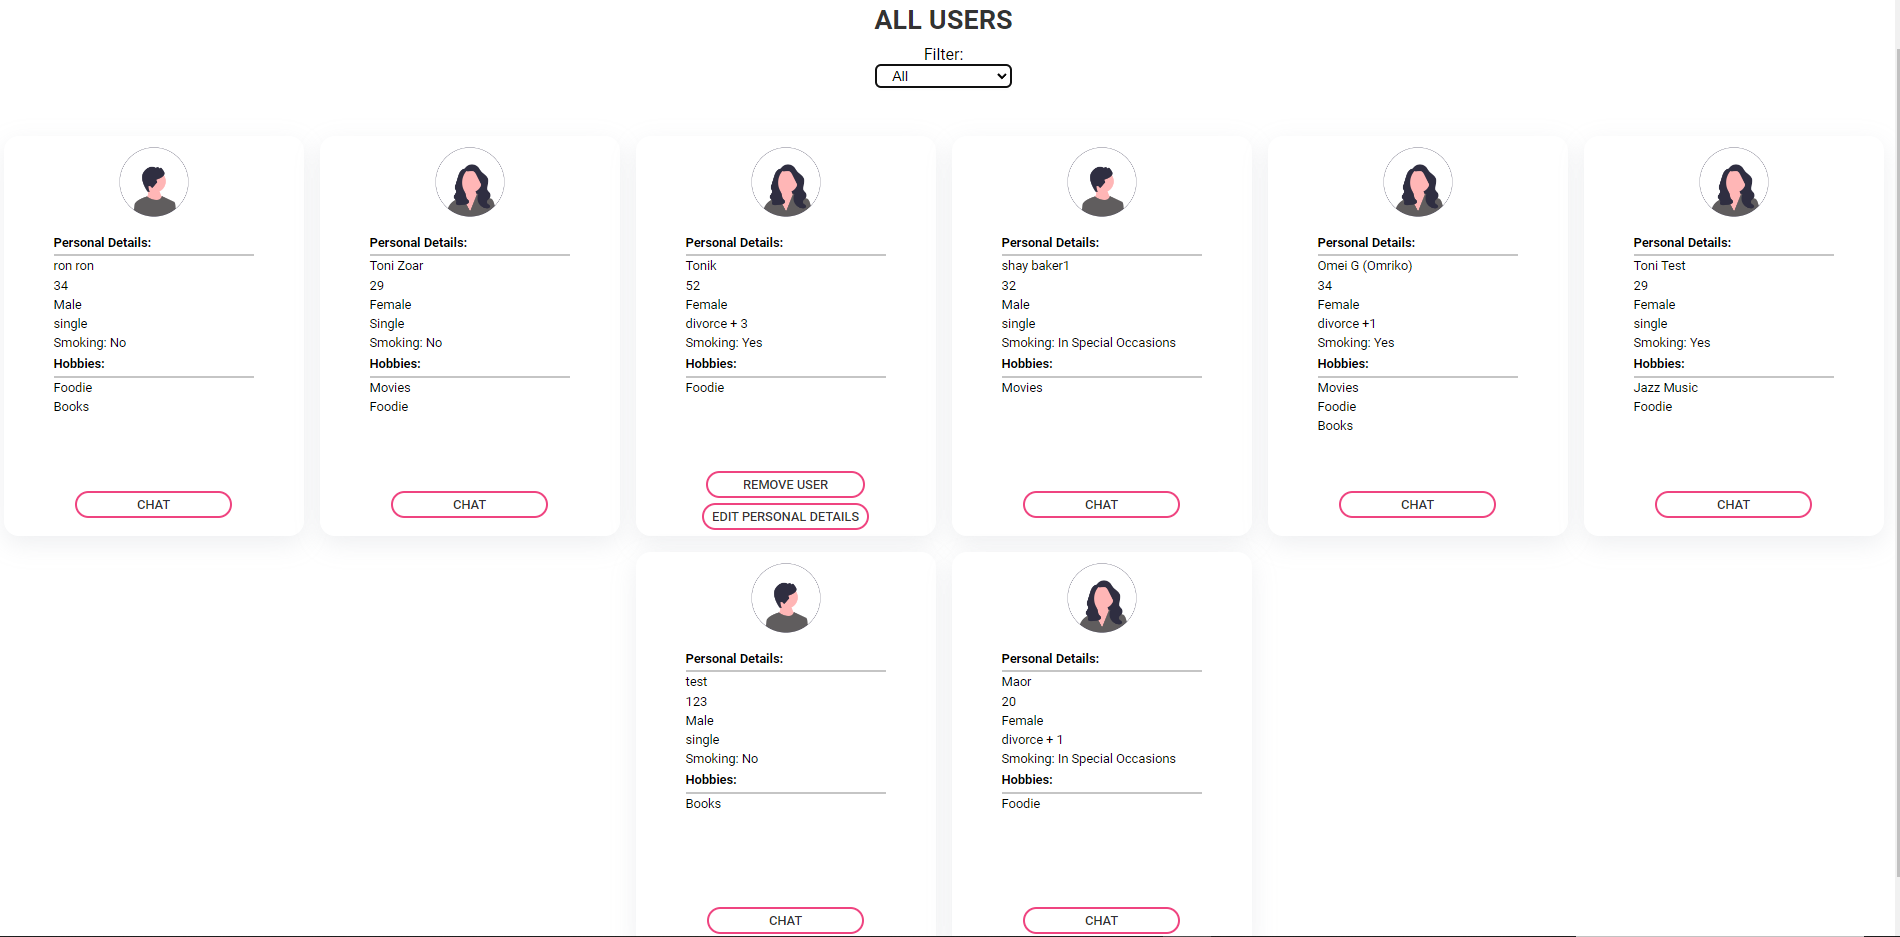 ALL USERS
Filter:
All
Personal Details:
ron ron
34
Male
single
Smoking: No
Hobbies:
Foodie
Books
CHAT
Personal Details:
Toni Zoar
29
Female
Single
Smoking: No
Hobbies:
Movies
Foodie
CHAT
Personal Details:
Tonik
52
Female
divorce + 3
Smoking: Yes
Hobbies:
Foodie
REMOVE USER
EDIT PERSONAL DETAILS
Personal Details:
shay baker1
32
Male
single
Smoking: In Special Occasions
Hobbies:
Movies
CHAT
Personal Details:
Omei G (Omriko)
34
Female
divorce +1
Smoking: Yes
Hobbies:
Movies
Foodie
Books
CHAT
Personal Details:
Toni Test
29
Female
single
Smoking: Yes
Hobbies:
Jazz Music
Foodie
CHAT
Personal Details:
test
123
Male
single
Smoking: No
Hobbies:
Books
CHAT
Personal Details:
Maor
20
Female
divorce + 1
Smoking: In Special Occasions
Hobbies:
Foodie
CHAT